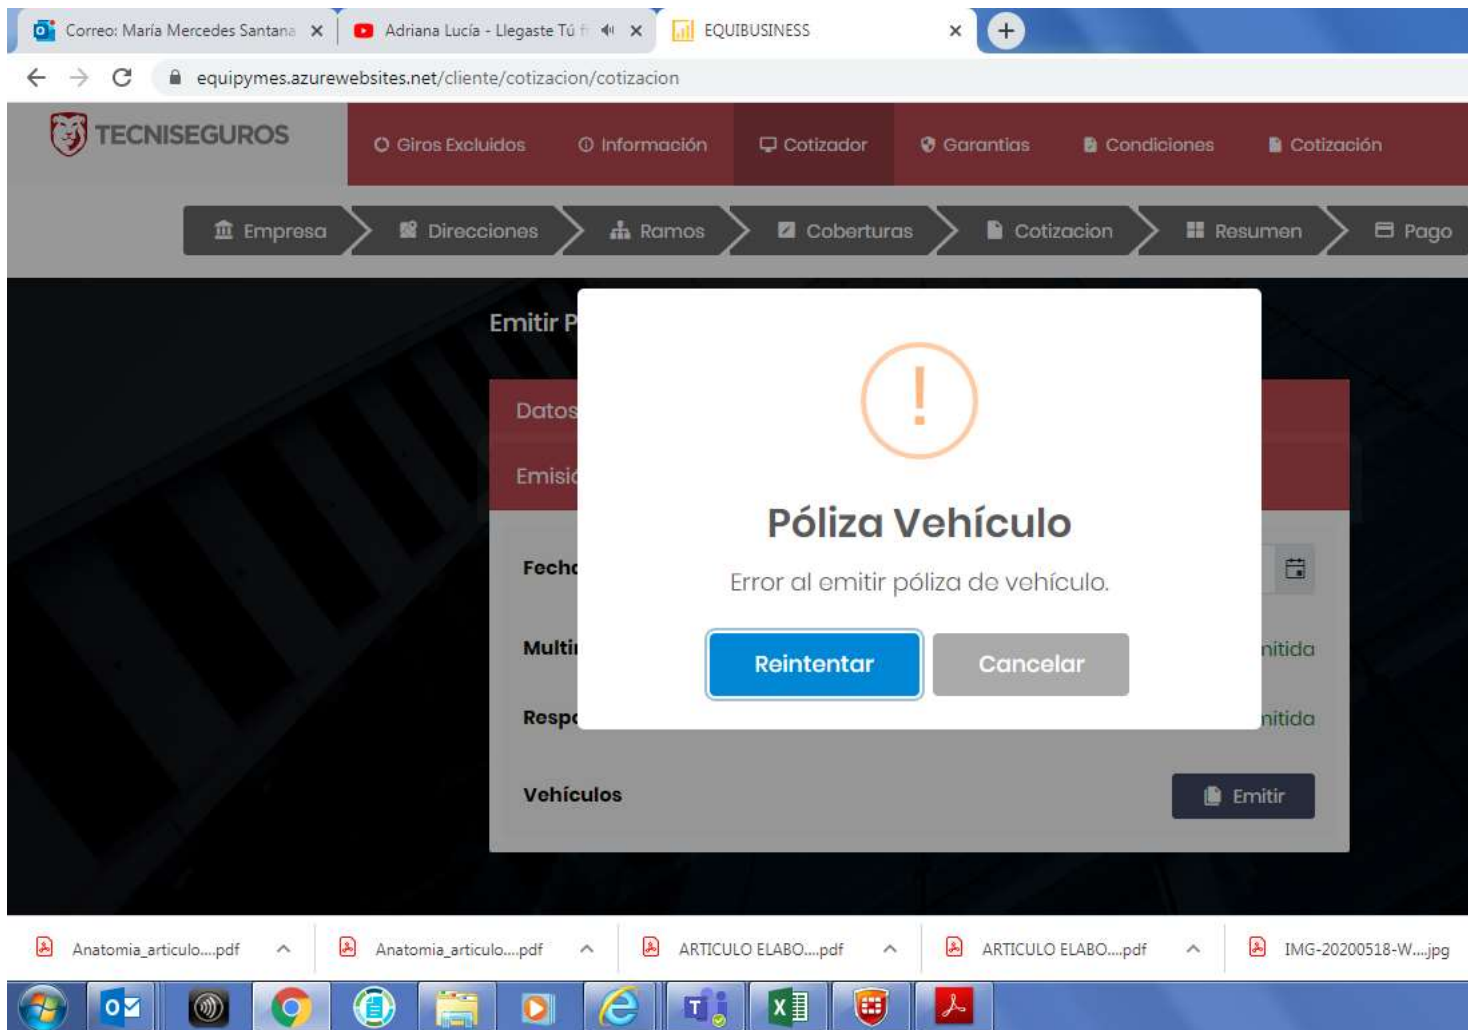 Correo: María Mercedes Santana
Adriana Lucía - Llegaste Tú
EQUIBUSINESS
equipymes.azurewebsites.net/cliente/cotizacion/cotizacion
TECNISEGUROS
Giros Excluidos
Información
Cotizador
Garantias
Condiciones
Cotización
Empresa
Direcciones
Ramos
Coberturas
Cotizacion
Resumen
Pago
Emitir P
Datos
Emisió
!
Póliza Vehículo
Fecha
Error al emitir póliza de vehículo.
Multi
Reintentar
Cancelar
mitida
Respo
mitida
Vehículos
Emitir
Anatomia_articulo....pdf
Anatomia_articulo....pdf
ARTICULO ELABO....pdf
ARTICULO ELABO....pdf
IMG-20200518-W....jpg